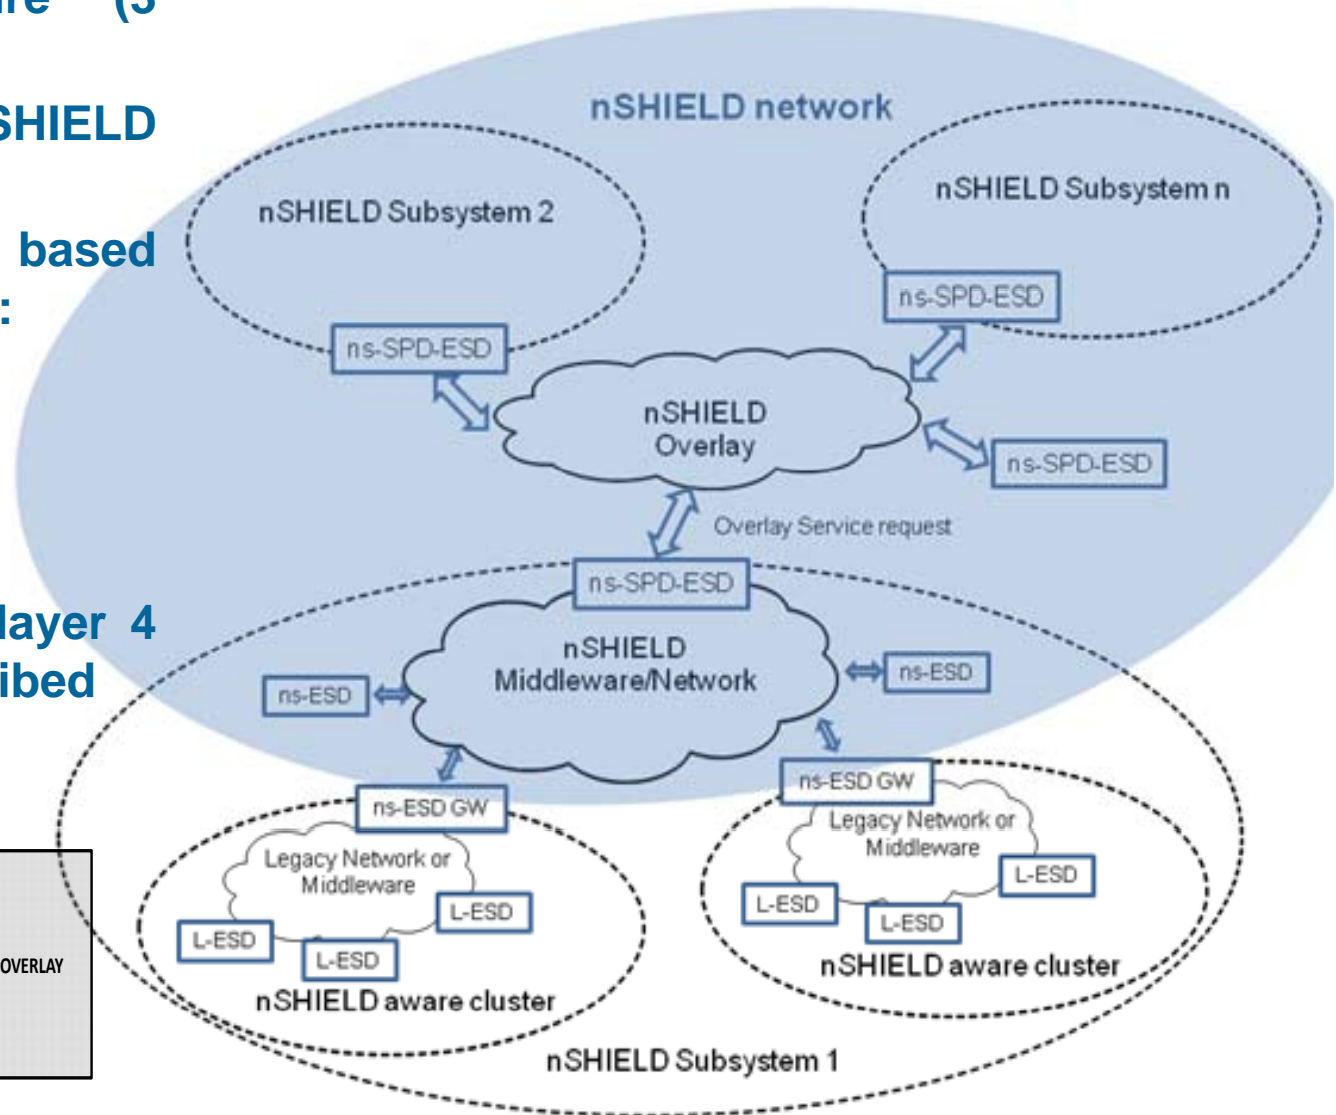 (3
SHIELD
based
:
layer 4
ibed
OVERLAY
nSHIELD network
nSHIELD Subsystem 2
nSHIELD Subsystem n
ns-SPD-ESD
ns-SPD-ESD
nSHIELD
Overlay
ns-SPD-ESD
Overlay Service request
ns-SPD-ESD
nSHIELD
Middleware/Network
ns-ESD
ns-ESD
ns-ESD GW
ns-ESD GW
Legacy Network or
Middleware
L-ESD
L-ESD
L-ESD
nSHIELD aware cluster
Legacy Network or
Middleware
L-ESD
L-ESD
L-ESD
nSHIELD aware cluster
nSHIELD Subsystem 1